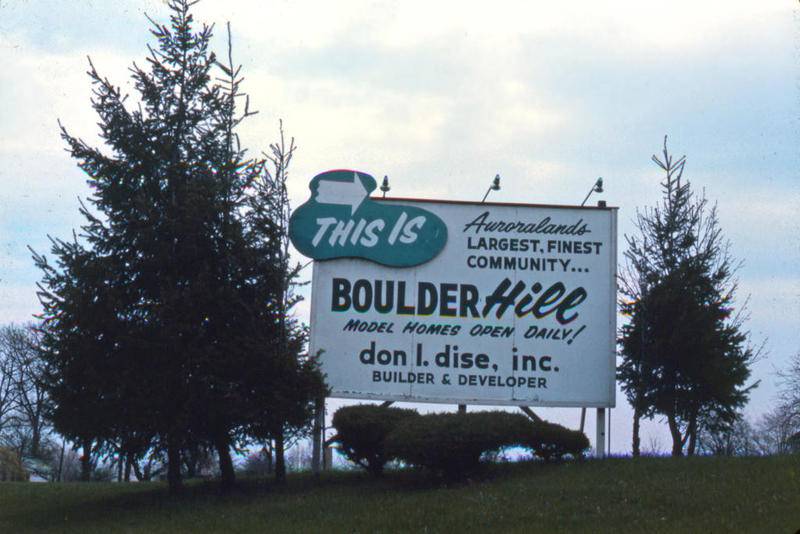 THIS IS
Auroralands
LARGEST, FINEST
COMMUNITY...
BOULDER Hill
MODEL HOMES OPEN DAILY!
don l. dise, inc.
BUILDER & DEVELOPER